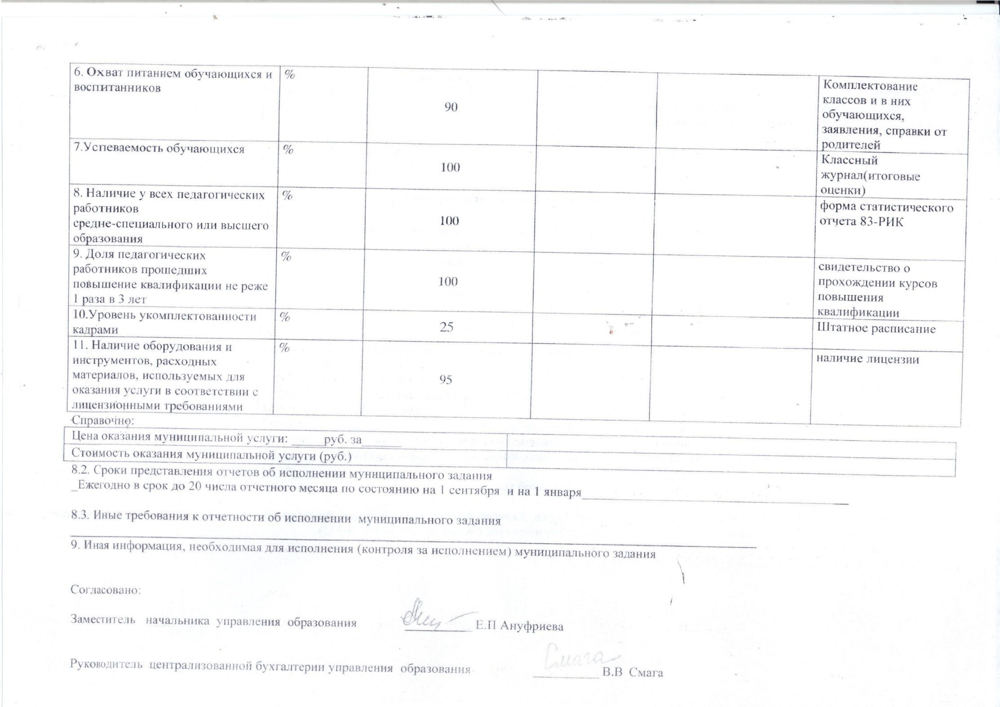 6. Охват питанием обучающихся и
воспитанников
%
90
Комплектование
классов и в них
обучающихся,
заявления, справки от
родителей
7.Успеваемость обучающихся
%
100
Классный
журнал(итоговые
оценки)
8. Наличие у всех педагогических
работников
средне-специального или высшего
образования
%
100
форма статистического
отчета 83-РИК
9. Доля педагогических
работников прошедших
повышение квалификации не реже
1 раза в 3 лет
%
100
свидетельство о
прохождении курсов
повышения
квалификации
10.Уровень укомплектованности
кадрами
%
25
Штатное расписание
11. Наличие оборудования и
инструментов, расходных
материалов, используемых для
оказания услуги в соответствии с
лицензионными требованиями
%
95
наличие лицензии
Справочно:
Цена оказания муниципальной услуги: _____руб. за______
Стоимость оказания муниципальной услуги (руб.)
8.2. Сроки представления отчетов об исполнении муниципального задания
_Ежегодно в срок до 20 числа отчетного месяца по состоянию на 1 сентября и на 1 января
8.3. Иные требования к отчетности об исполнении муниципального задания
9. Иная информация, необходимая для исполнения (контроля за исполнением) муниципального задания
Согласовано:
Заместитель начальника управления образования Е.П Ануфриева
Смага
Руководитель централизованной бухгалтерии управления образования В.В Смага